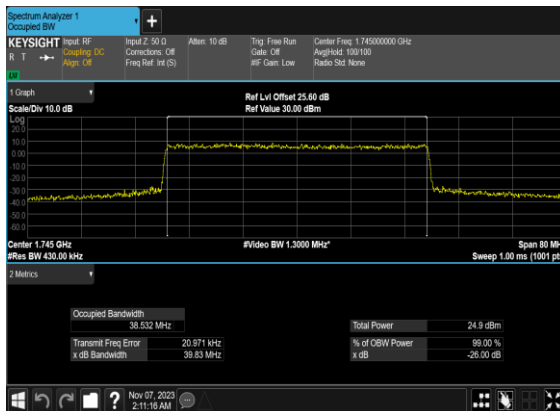 Spectrum Analyzer 1
Occupied BW
KEYSIGHT Input: RF Input Z: 50 Ω Atten: 10 dB Trig: Free Run Center Freq: 1.745000000 GHz
R T Coupling: DC Corrections: Off Gate: Off Avg|Hold: 100/100
Align: Off Freq Ref: Int (S) #IF Gain: Low Radio Std: None
1 Graph
Scale/Div 10.0 dB
Ref Lvl Offset 25.60 dB
Ref Value 30.00 dBm
Log
20.0
10.0
0.00
-10.0
-20.0
-30.0
-40.0
-50.0
-60.0
Center 1.745 GHz #Video BW 1.3000 MHz* Span 80 MH
#Res BW 430.00 kHz Sweep 1.00 ms (1001 pt
2 Metrics
Occupied Bandwidth
38.532 MHz Total Power 24.9 dBm
Transmit Freq Error 20.971 kHz % of OBW Power 99.00 %
x dB Bandwidth 39.83 MHz x dB -26.00 dB
? Nov 07, 2023
2:11:16 AM